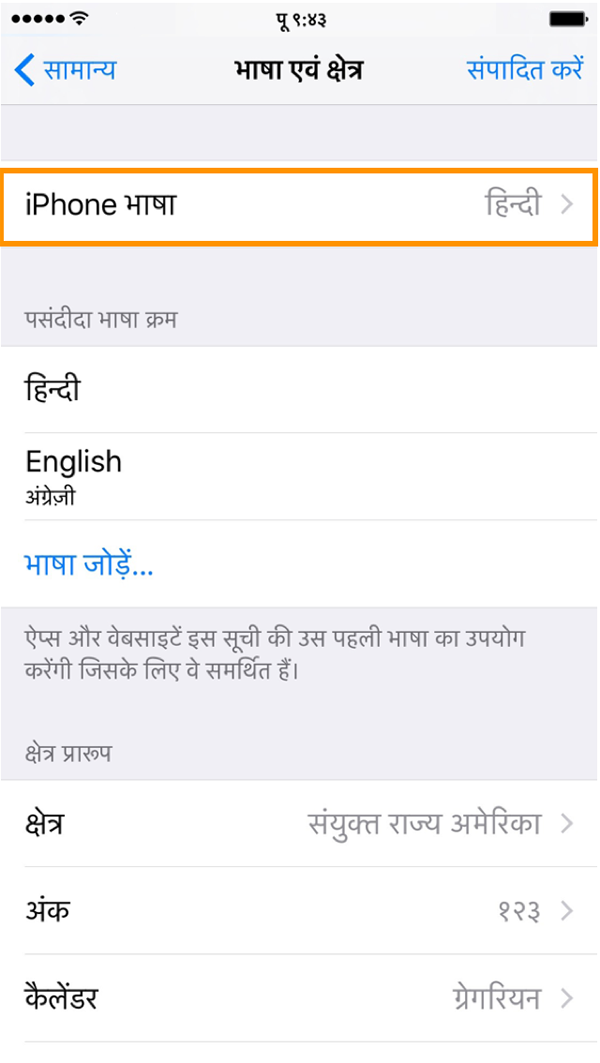 पू ९:४३
सामान्य भाषा एवं क्षेत्र संपादित करें
iPhone भाषा हिन्दी
पसंदीदा भाषा क्रम
हिन्दी
English
अंग्रेज़ी
भाषा जोड़ें...
ऐप्स और वेबसाइटें इस सूची की उस पहली भाषा का उपयोग
करेंगी जिसके लिए वे समर्थित हैं।
क्षेत्र प्रारूप
क्षेत्र संयुक्त राज्य अमेरिका
अंक १२३
कैलेंडर ग्रेगरियन